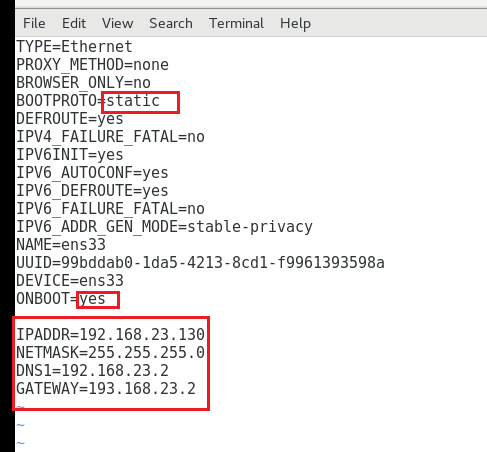 File Edit View Search Terminal Help
TYPE=Ethernet
PROXY_METHOD=none
BROWSER_ONLY=no
BOOTPROTO=static
DEFROUTE=yes
IPV4_FAILURE_FATAL=no
IPV6INIT=yes
IPV6_AUTOCONF=yes
IPV6_DEFROUTE=yes
IPV6_FAILURE_FATAL=no
IPV6_ADDR_GEN_MODE=stable-privacy
NAME=ens33
UUID=99bddab0-1da5-4213-8cd1-f9961393598a
DEVICE=ens33
ONBOOT=yes
IPADDR=192.168.23.130
NETMASK=255.255.255.0
DNS1=192.168.23.2
GATEWAY=193.168.23.2
~
~
~